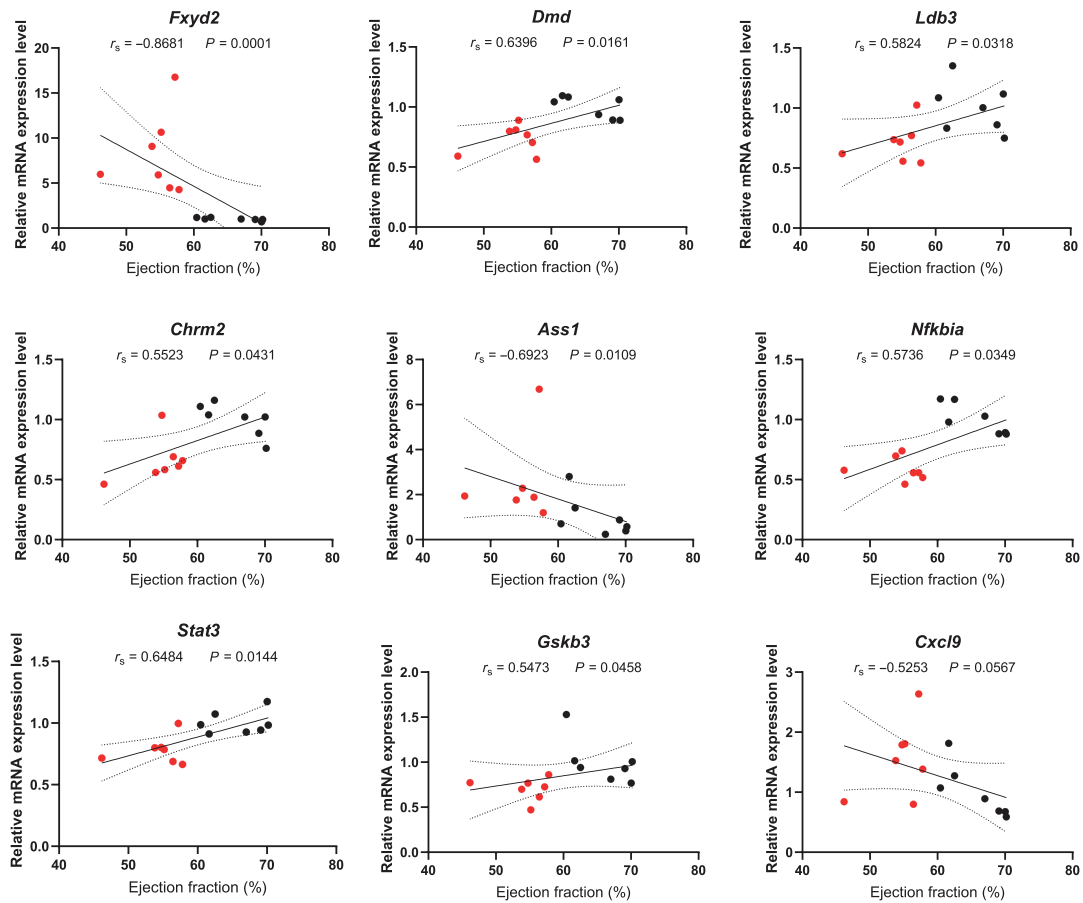 Fxyd2
rs = −0.8681 P = 0.0001
Relative mRNA expression level
20
15
10
5
0
40 50 60 70 80
Ejection fraction (%)
Dmd
rs = 0.6396 P = 0.0161
Relative mRNA expression level
1.5
1.0
0.5
0.0
40 50 60 70 80
Ejection fraction (%)
Ldb3
rs = 0.5824 P = 0.0318
Relative mRNA expression level
1.5
1.0
0.5
0.0
40 50 60 70 80
Ejection fraction (%)
Chrm2
rs = 0.5523 P = 0.0431
Relative mRNA expression level
1.5
1.0
0.5
0.0
40 50 60 70 80
Ejection fraction (%)
Ass1
rs = −0.6923 P = 0.0109
Relative mRNA expression level
8
6
4
2
0
40 50 60 70 80
Ejection fraction (%)
Nfkbia
rs = 0.5736 P = 0.0349
Relative mRNA expression level
1.5
1.0
0.5
0.0
40 50 60 70 80
Ejection fraction (%)
Stat3
rs = 0.6484 P = 0.0144
Relative mRNA expression level
1.5
1.0
0.5
0.0
40 50 60 70 80
Ejection fraction (%)
Gskb3
rs = 0.5473 P = 0.0458
Relative mRNA expression level
2.0
1.5
1.0
0.5
0.0
40 50 60 70 80
Ejection fraction (%)
Cxcl9
rs = −0.5253 P = 0.0567
Relative mRNA expression level
3
2
1
0
40 50 60 70 80
Ejection fraction (%)